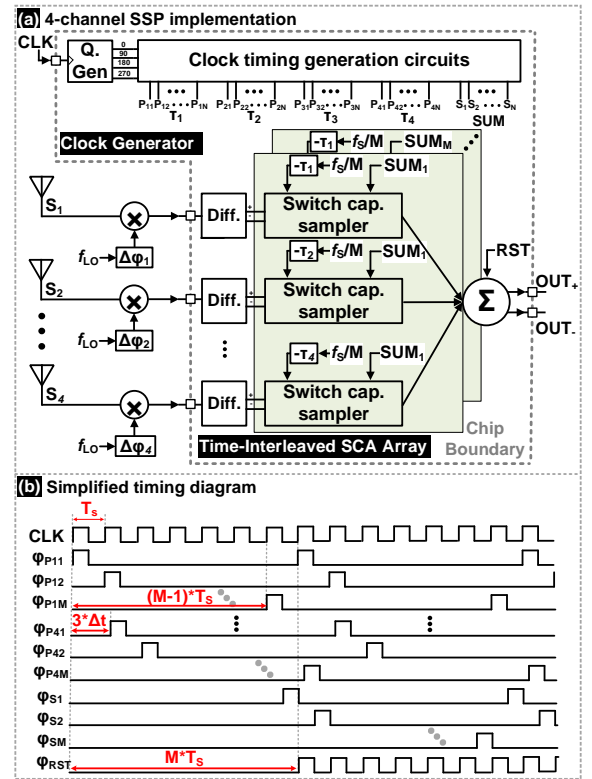 (a) 4-channel SSP implementation
CLK
Q. Gen
0
90
180
270
Clock timing generation circuits
P11 P12 P1N P21 P22 P2N P31 P32 P3N P41 P42 P4N S1 S2 SN
τ1 τ2 τ3 τ4 SUM
Clock Generator
-τ1 fS/M SUMM
-τ1 fS/M SUM1
S1
Diff.
+
-
Switch cap. sampler
fLO Δφ1
-τ2 fS/M SUM1
RST
S2
Diff.
+
-
Switch cap. sampler
Σ
OUT+
OUT-
fLO Δφ2
-τ4 fS/M SUM1
S4
Diff.
+
-
Switch cap. sampler
fLO Δφ4
Time-Interleaved SCA Array
Chip Boundary
(b) Simplified timing diagram
Ts
CLK
φP11
φP12
φP1M
(M-1)*TS
φP41
3*Δt
φP42
φP4M
φS1
φS2
φSM
φRST
M*TS